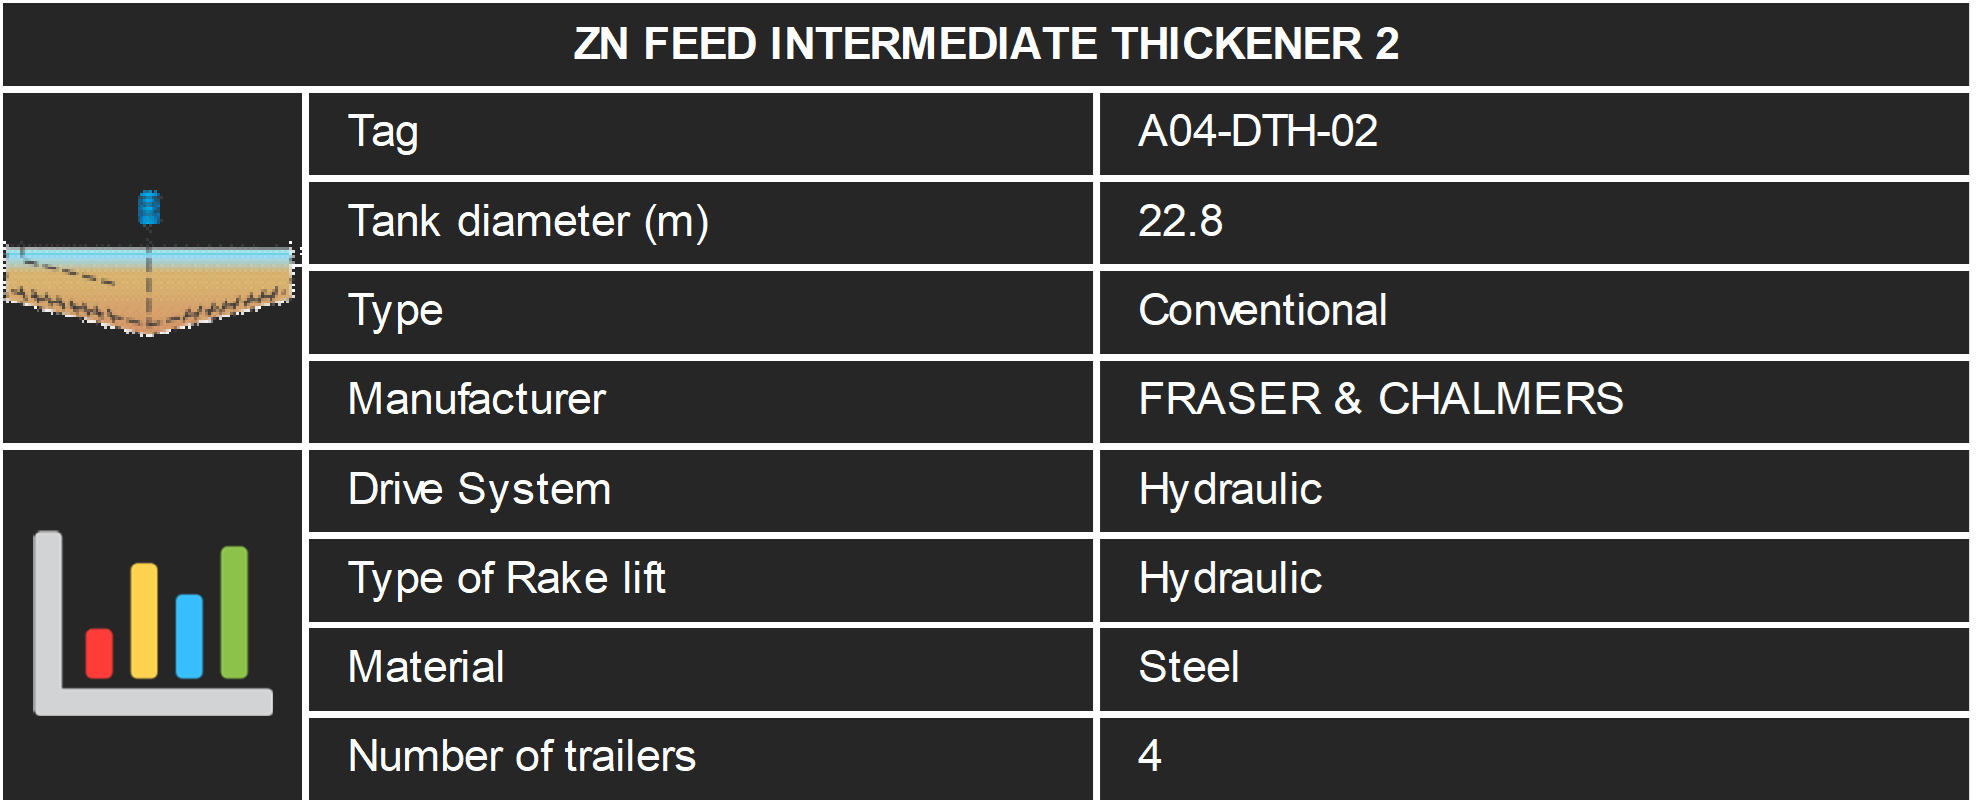 ZN FEED INTERMEDIATE THICKENER 2
Tag A04-DTH-02
Tank diameter (m) 22.8
Type Conventional
Manufacturer FRASER & CHALMERS
Drive System Hydraulic
Type of Rake lift Hydraulic
Material Steel
Number of trailers 4